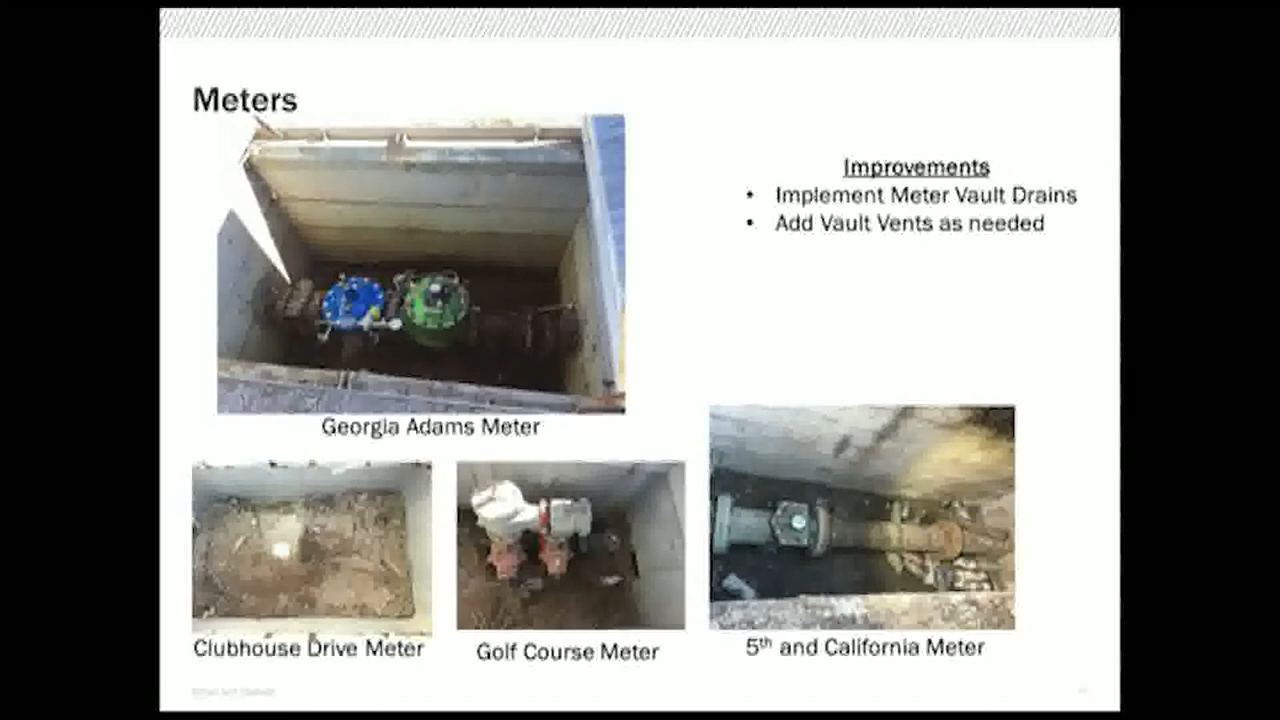 Meters
Improvements
• Implement Meter Vault Drains
• Add Vault Vents as needed
Georgia Adams Meter
Clubhouse Drive Meter
Golf Course Meter
5th and California Meter